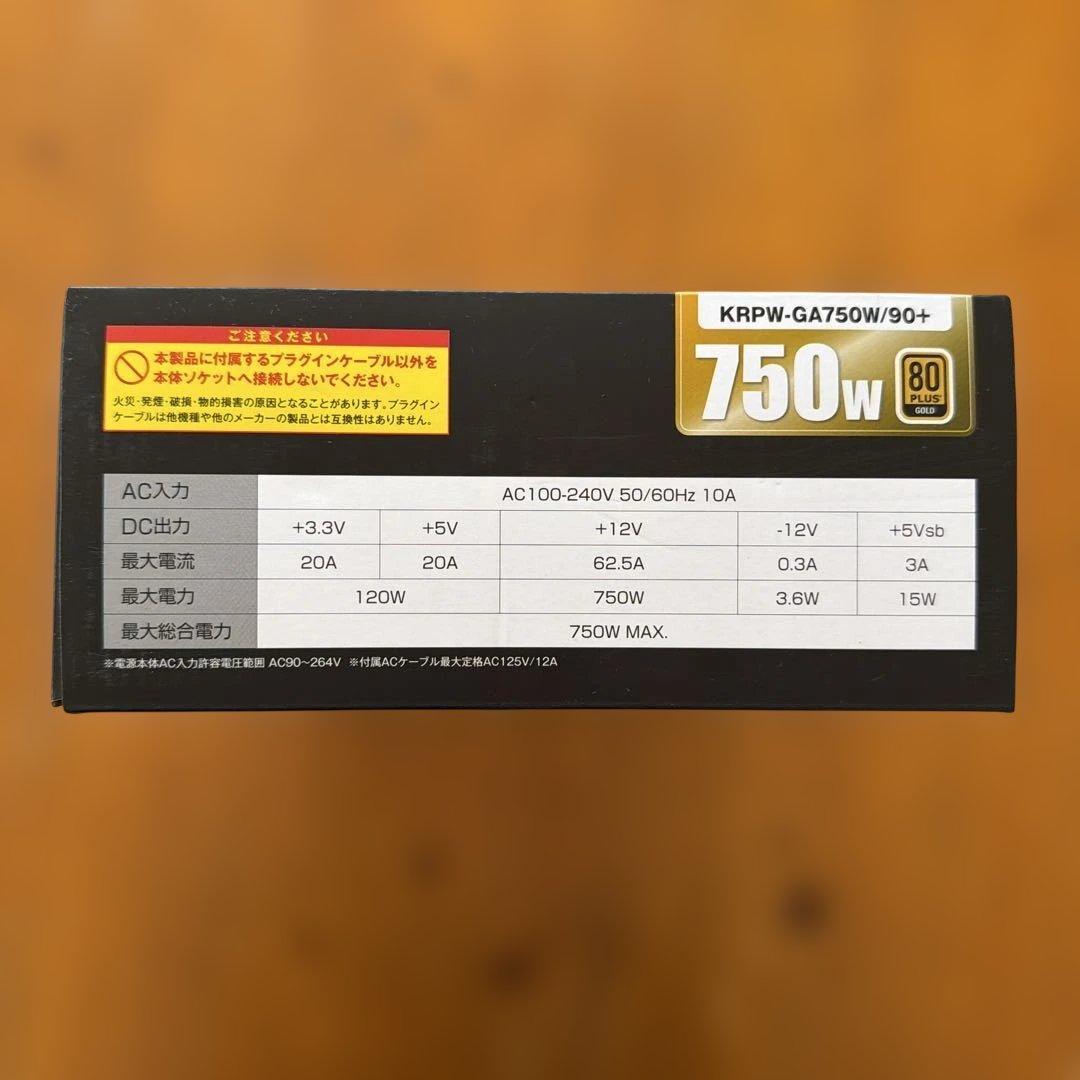 ご注意ください
本製品に付属するプラグインケーブル以外を
本体ソケットへ接続しないでください。
火災・発煙・破損・物的損害の原因となることがあります。プラグイン
ケーブルは他機種や他のメーカーの製品とは互換性はありません。
KRPW-GA750W/90+
750W
80
PLUS
GOLD
AC入力 AC100-240V 50/60Hz 10A
DC出力 +3.3V +5V +12V -12V +5Vsb
最大電流 20A 20A 62.5A 0.3A 3A
最大電力 120W 750W 3.6W 15W
最大総合電力 750W MAX.
※電源本体AC入力許容電圧範囲 AC90〜264V ※付属ACケーブル最大定格AC125V/12A